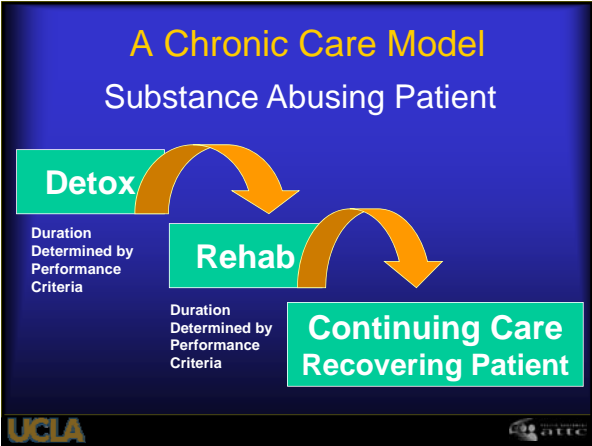 A Chronic Care Model
Substance Abusing Patient
Detox
Duration
Determined by
Performance
Criteria
Rehab
Duration
Determined by
Performance
Criteria
Continuing Care
Recovering Patient
UCLA
attc